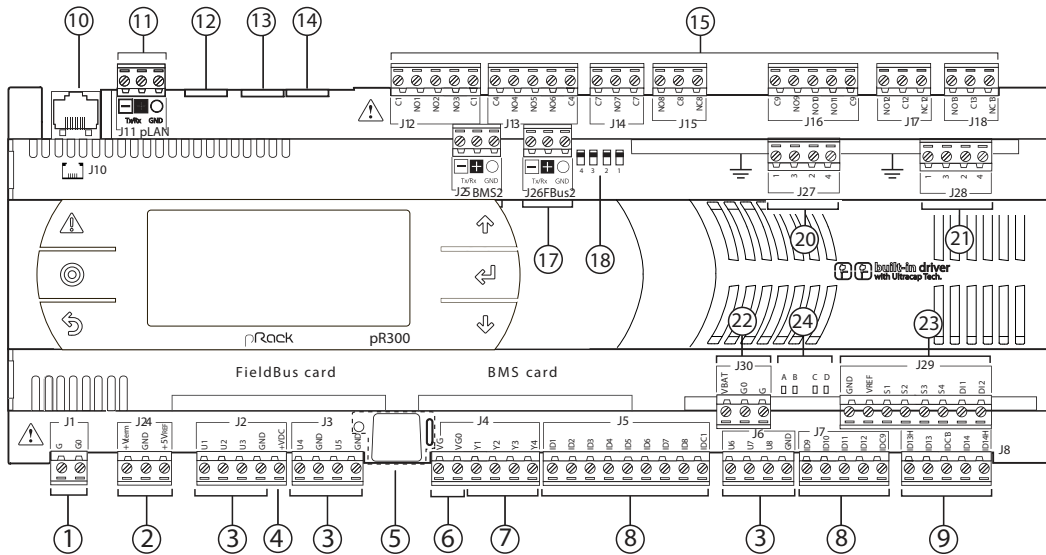 10 11 12 13 14 15
C1 NO1 NO2 NO3 C1 C4 NO4 NO5 NO6 C4 C7 NO7 C7 NO8 C8 NC8 C9 NO9 NO10 NO11 C9 NO12 C12 NC12 NO13 C13 NC13
Tx/Rx GND
J11 pLAN J12 J13 J14 J15 J16 J17 J18
J10
Tx/Rx GND Tx/Rx GND 4 3 2 1 1 3 2 4 1 3 2 4
J25 BMS2 J26FBus2 J27 J28
17 18 20 21
built-in driver
with Ultracap Tech.
pRack pR300
22 24 23
FieldBus card BMS card
J30 A B C D J29
VBAT G0 G GND VREF S1 S2 S3 S4 DI1 DI2
J1 J24 J2 J3 J4 J5 J6 J7 J8
G G0 +Vterm GND +5VREF U1 U2 U3 GND +VDC U4 GND U5 GND VG VG0 Y1 Y2 Y3 Y4 ID1 ID2 ID3 ID4 ID5 ID6 ID7 ID8 IDC1 U6 U7 U8 GND ID9 ID10 ID11 ID12 IDC9 ID13H ID13 IDCB ID14 ID14H
1 2 3 4 3 5 6 7 8 3 8 9